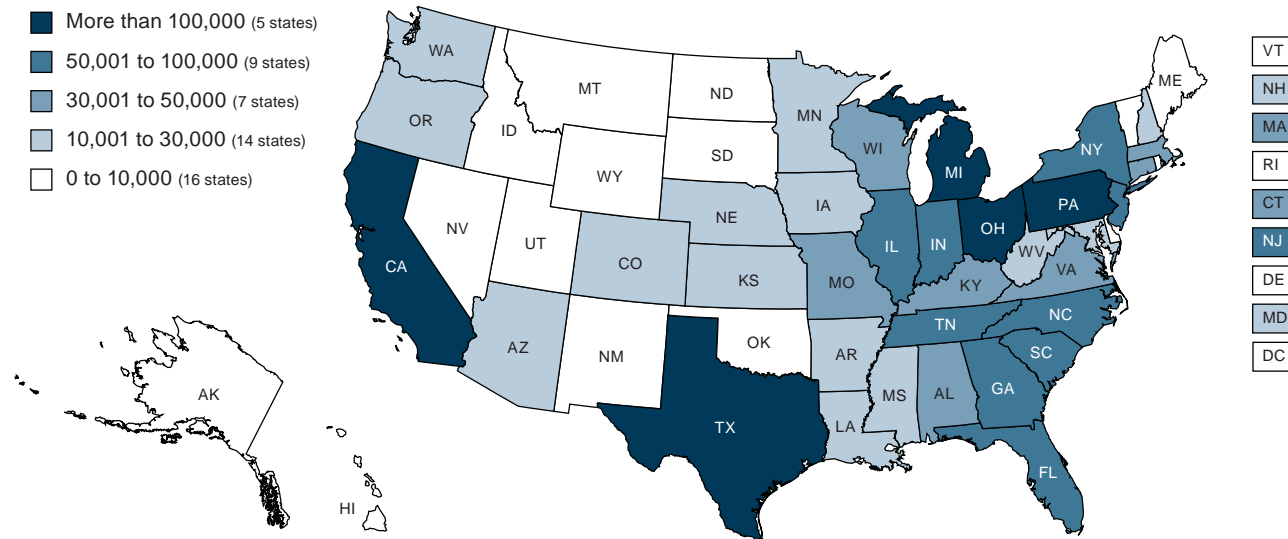 More than 100,000 (5 states)
50,001 to 100,000 (9 states)
30,001 to 50,000 (7 states)
10,001 to 30,000 (14 states)
0 to 10,000 (16 states)
WA
OR
CA
ID
NV
MT
WY
UT
AZ
CO
NM
ND
SD
NE
KS
OK
TX
MN
IA
MO
AR
LA
WI
IL
MS
MI
IN
KY
TN
AL
OH
WV
GA
FL
PA
VA
NC
SC
NY
ME
AK
HI
VT
NH
MA
RI
CT
NJ
DE
MD
DC